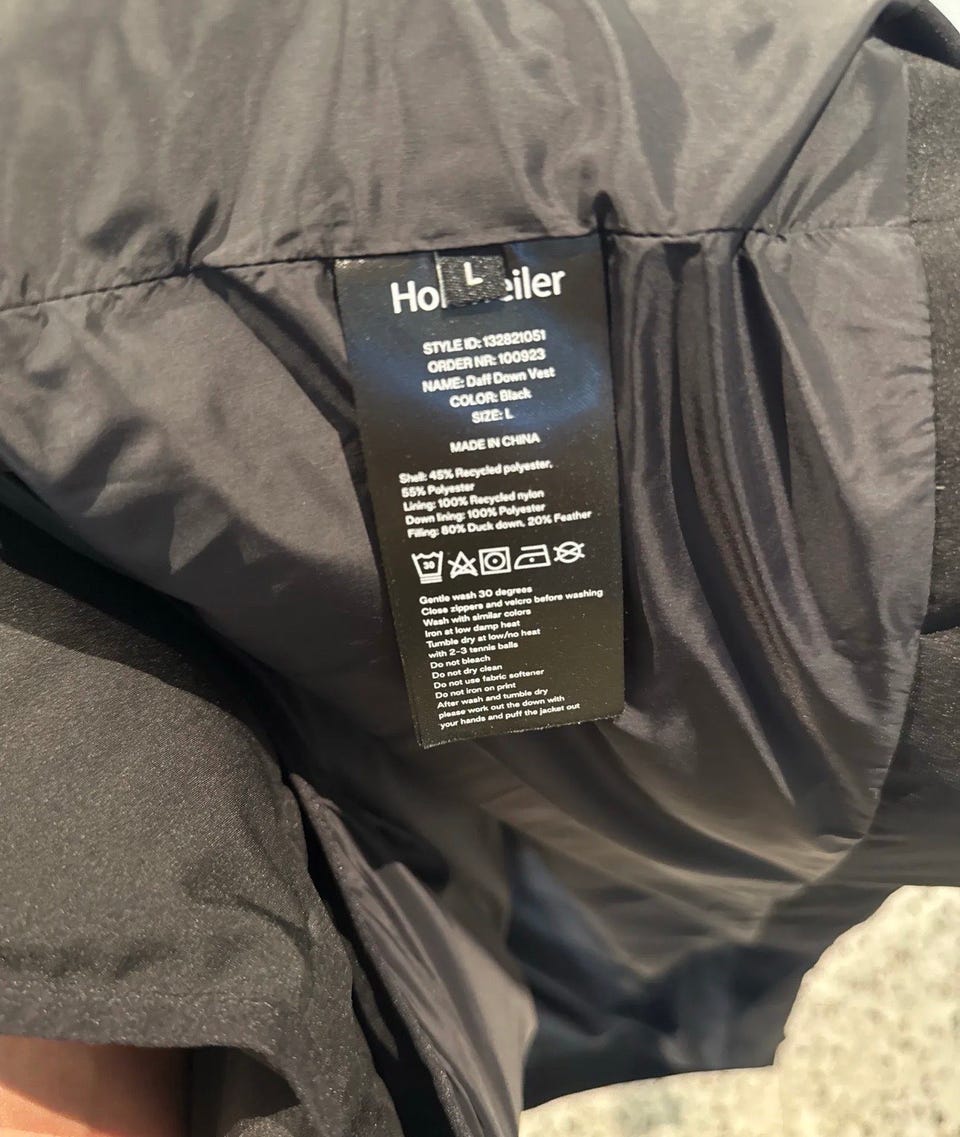 L
Ho eiler
STYLE ID: 132821051
ORDER NR: 100923
NAME: Daff Down Vest
COLOR: Black
SIZE: L
MADE IN CHINA
Shell: 45% Recycled polyester,
55% Polyester
Lining: 100% Recycled nylon
Down lining: 100% Polyester
Filling: 80% Duck down, 20% Feather
30
Gentle wash 30 degrees
Close zippers and velcro before washing
Wash with similar colors
Iron at low damp heat
Tumble dry at low/no heat
with 2-3 tennis balls
Do not bleach
Do not dry clean
Do not use fabric softener
Do not iron on print
After wash and tumble dry
please work out the down with
your hands and puff the jacket out